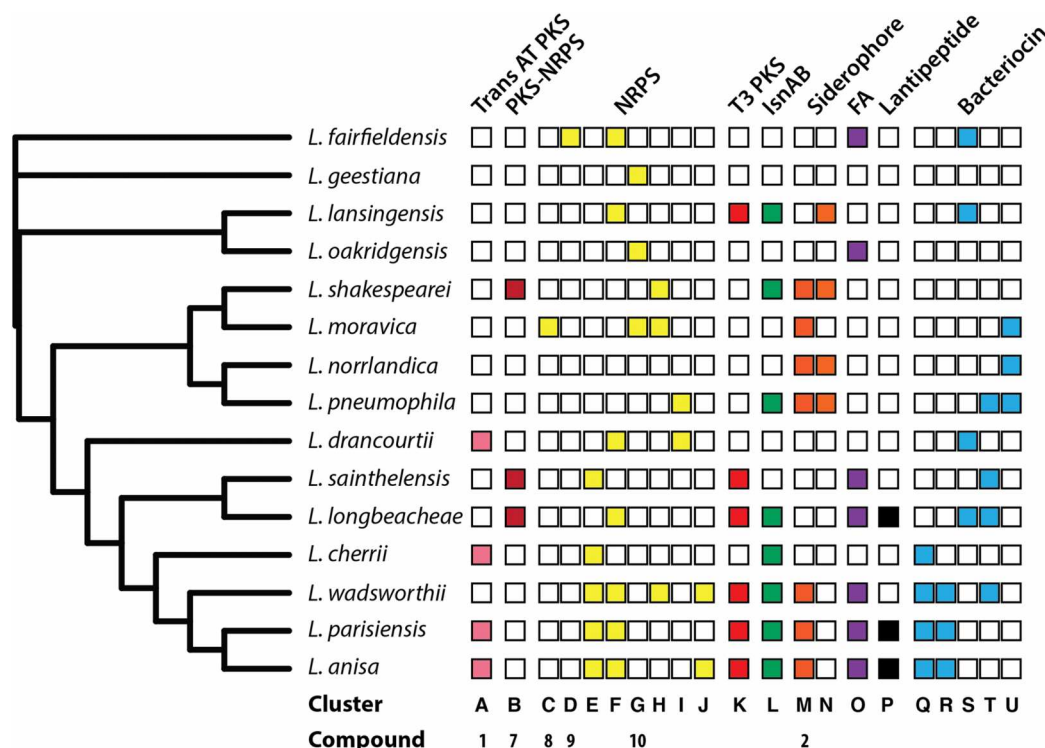 Trans AT PKS
PKS-NRPS
NRPS
T3 PKS
IsnAB
Siderophore
FA
Lantipeptide
Bacteriocin
L. fairfieldensis
L. geestiana
L. lansingensis
L. oakridgensis
L. shakespearei
L. moravica
L. norrlandica
L. pneumophila
L. drancourtii
L. sainthelensis
L. longbeacheae
L. cherrii
L. wadsworthii
L. parisiensis
L. anisa
Cluster A B C D E F G H I J K L M N O P Q R S T U
Compound 1 7 8 9 10 2